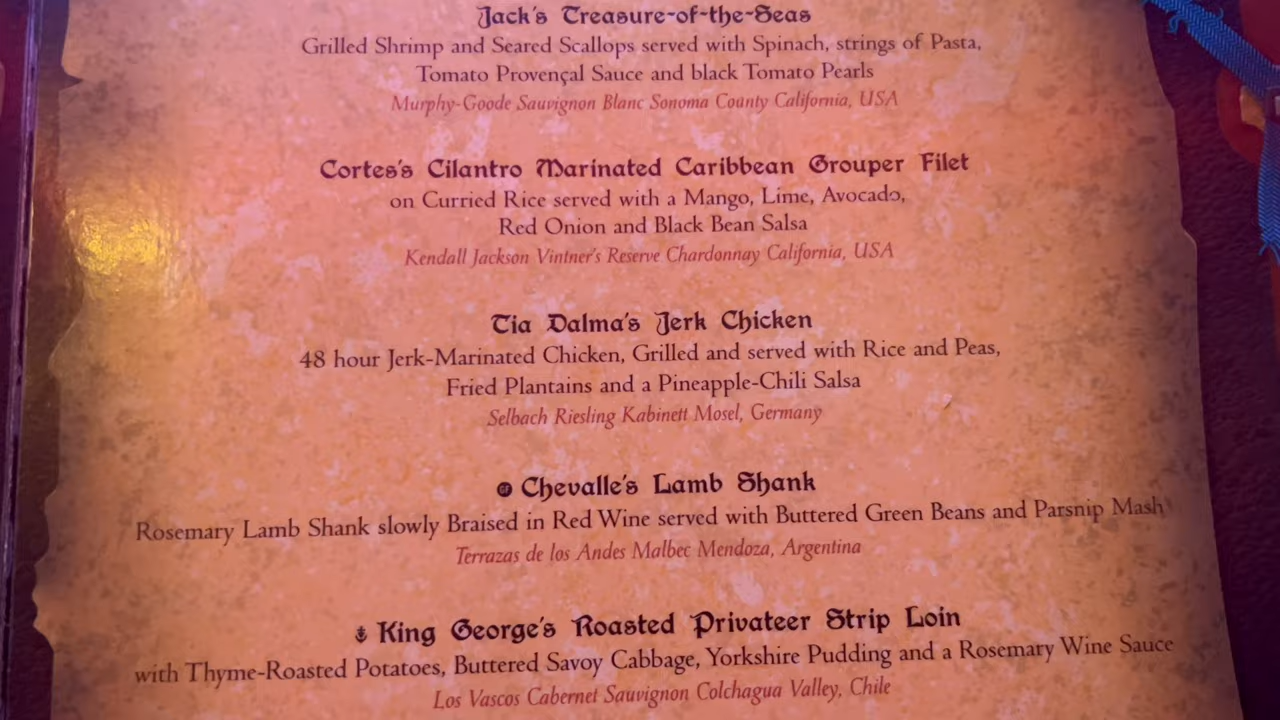 Jack's Treasure-of-the-Seas
Grilled Shrimp and Seared Scallops served with Spinach, strings of Pasta,
Tomato Provençal Sauce and black Tomato Pearls
Murphy-Goode Sauvignon Blanc Sonoma County California, USA
Cortes's Cilantro Marinated Caribbean Grouper Filet
on Curried Rice served with a Mango, Lime, Avocado,
Red Onion and Black Bean Salsa
Kendall Jackson Vintner's Reserve Chardonnay California, USA
Tia Dalma's Jerk Chicken
48 hour Jerk-Marinated Chicken, Grilled and served with Rice and Peas,
Fried Plantains and a Pineapple-Chili Salsa
Selbach Riesling Kabinett Mosel, Germany
Chevalle's Lamb Shank
Rosemary Lamb Shank slowly Braised in Red Wine served with Buttered Green Beans and Parsnip Mash
Terrazas de los Andes Malbec Mendoza, Argentina
King George's Roasted Privateer Strip Loin
with Thyme-Roasted Potatoes, Buttered Savoy Cabbage, Yorkshire Pudding and a Rosemary Wine Sauce
Los Vascos Cabernet Sauvignon Colchagua Valley, Chile